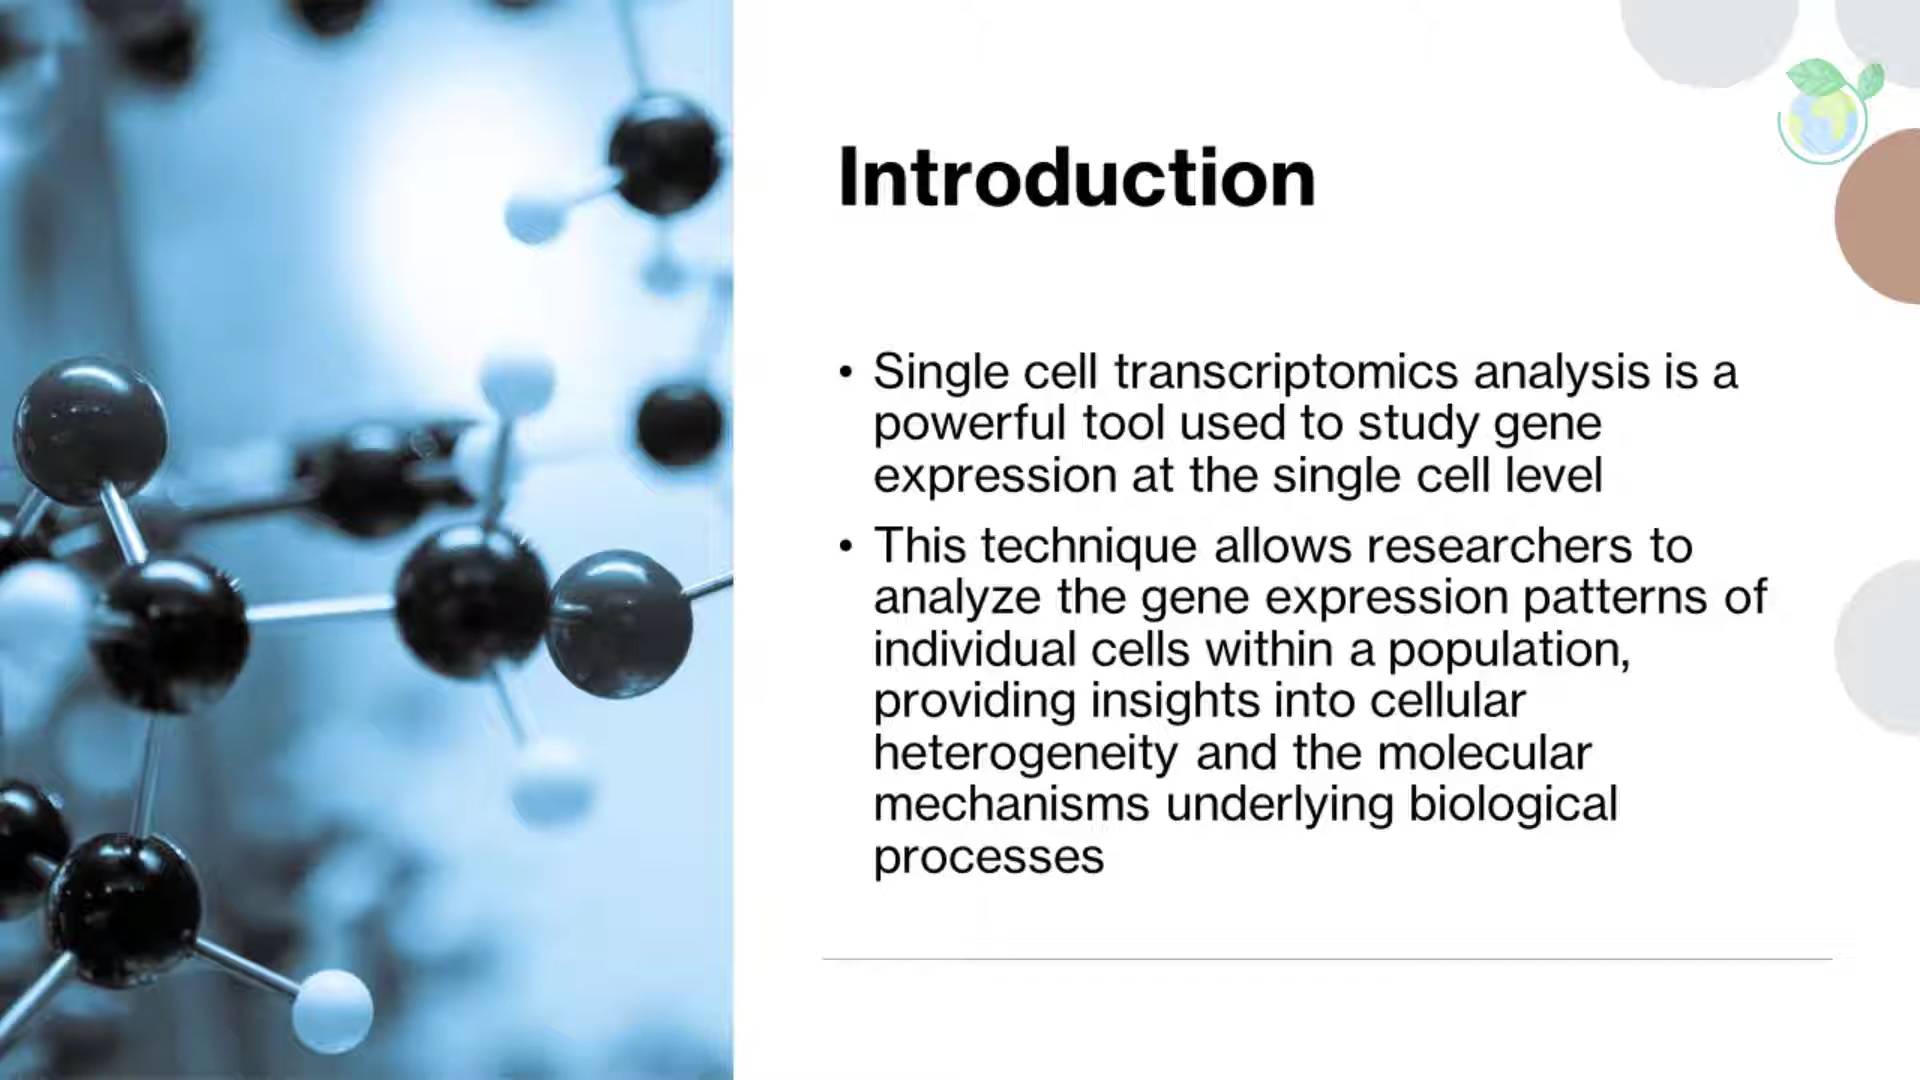 Introduction
• Single cell transcriptomics analysis is a
powerful tool used to study gene
expression at the single cell level
• This technique allows researchers to
analyze the gene expression patterns of
individual cells within a population,
providing insights into cellular
heterogeneity and the molecular
mechanisms underlying biological
processes